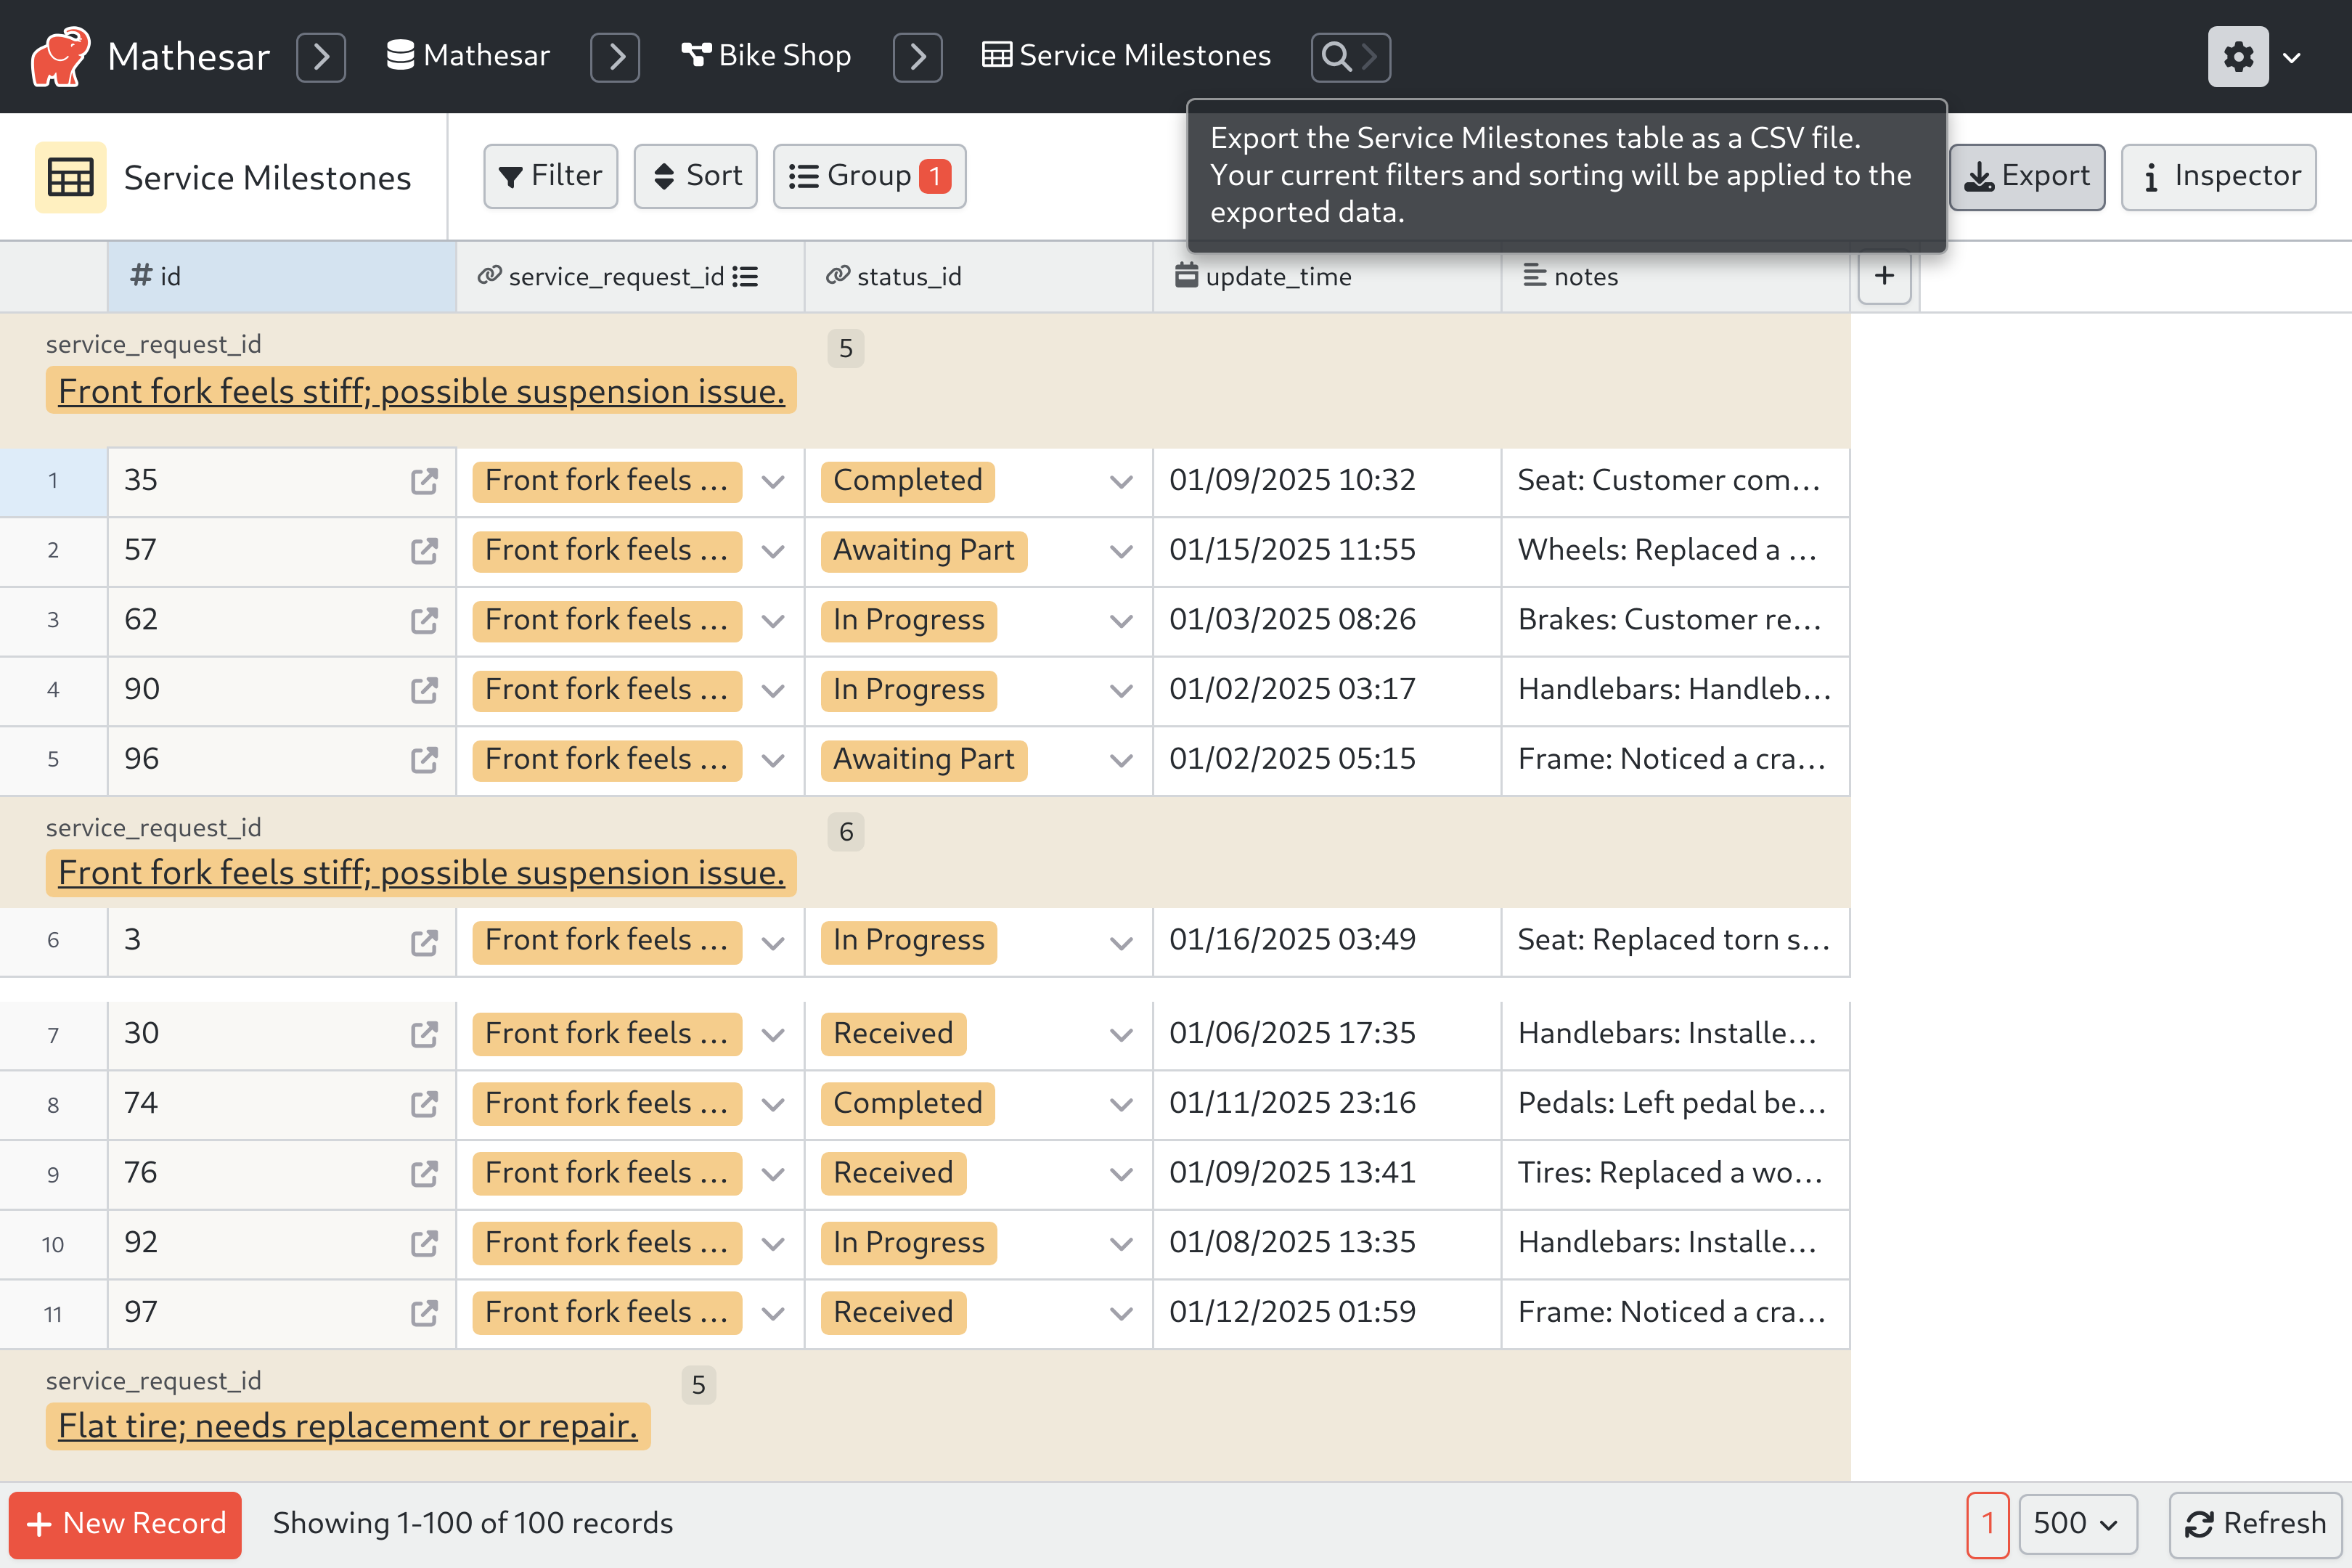 Mathesar
Mathesar
Bike Shop
Service Milestones
Export the Service Milestones table as a CSV file.
Your current filters and sorting will be applied to the
exported data.
Service Milestones
Filter
Sort
Group 1
Export
Inspector
id
service_request_id
status_id
update_time
notes
+
service_request_id 5
Front fork feels stiff; possible suspension issue.
1 35 Front fork feels ... Completed 01/09/2025 10:32 Seat: Customer com...
2 57 Front fork feels ... Awaiting Part 01/15/2025 11:55 Wheels: Replaced a ...
3 62 Front fork feels ... In Progress 01/03/2025 08:26 Brakes: Customer re...
4 90 Front fork feels ... In Progress 01/02/2025 03:17 Handlebars: Handleb...
5 96 Front fork feels ... Awaiting Part 01/02/2025 05:15 Frame: Noticed a cra...
service_request_id 6
Front fork feels stiff; possible suspension issue.
6 3 Front fork feels ... In Progress 01/16/2025 03:49 Seat: Replaced torn s...
7 30 Front fork feels ... Received 01/06/2025 17:35 Handlebars: Installe...
8 74 Front fork feels ... Completed 01/11/2025 23:16 Pedals: Left pedal be...
9 76 Front fork feels ... Received 01/09/2025 13:41 Tires: Replaced a wo...
10 92 Front fork feels ... In Progress 01/08/2025 13:35 Handlebars: Installe...
11 97 Front fork feels ... Received 01/12/2025 01:59 Frame: Noticed a cra...
service_request_id 5
Flat tire; needs replacement or repair.
+ New Record
Showing 1-100 of 100 records
1
500
Refresh